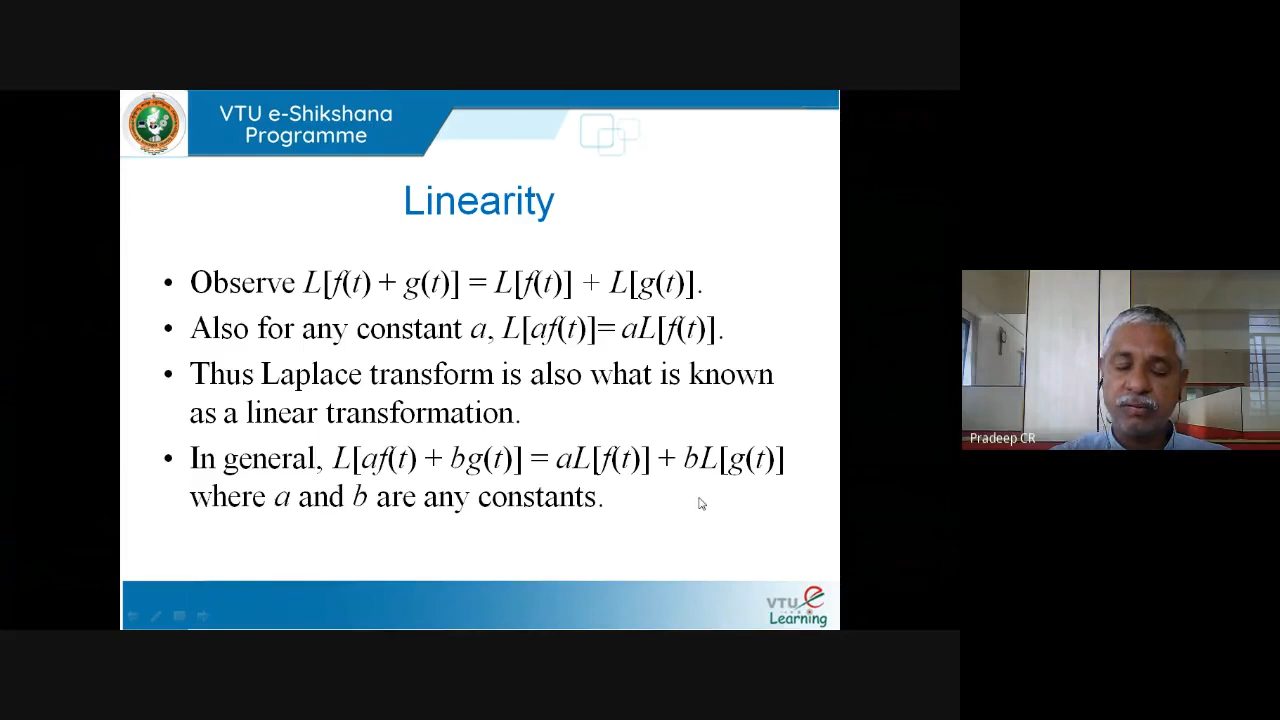 VTU e-Shikshana
Programme
Linearity
• Observe L[f(t) + g(t)] = L[f(t)] + L[g(t)].
• Also for any constant a, L[af(t)]= aL[f(t)].
• Thus Laplace transform is also what is known
as a linear transformation.
• In general, L[af(t) + bg(t)] = aL[f(t)] + bL[g(t)]
where a and b are any constants.
Pradeep CR
VTU e
Learning